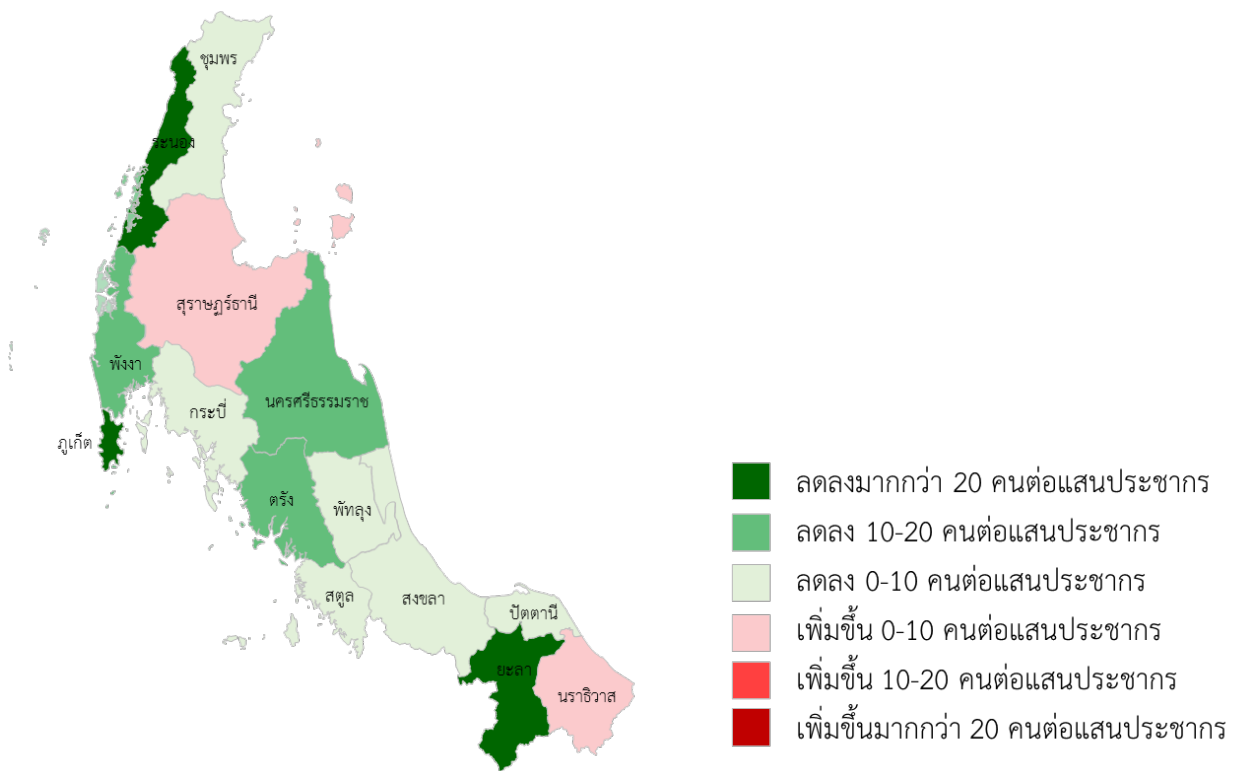 ชุมพร
ระนอง
สุราษฏร์ธานี
พังงา
นครศรีธรรมราช
กระบี่
ภูเก็ต
ตรัง
พัทลุง
สตูล
สงขลา
ปัตตานี
ยะลา
นราธิวาส
ลดลงมากกว่า 20 คนต่อแสนประชากร
ลดลง 10-20 คนต่อแสนประชากร
ลดลง 0-10 คนต่อแสนประชากร
เพิ่มขึ้น 0-10 คนต่อแสนประชากร
เพิ่มขึ้น 10-20 คนต่อแสนประชากร
เพิ่มขึ้นมากกว่า 20 คนต่อแสนประชากร